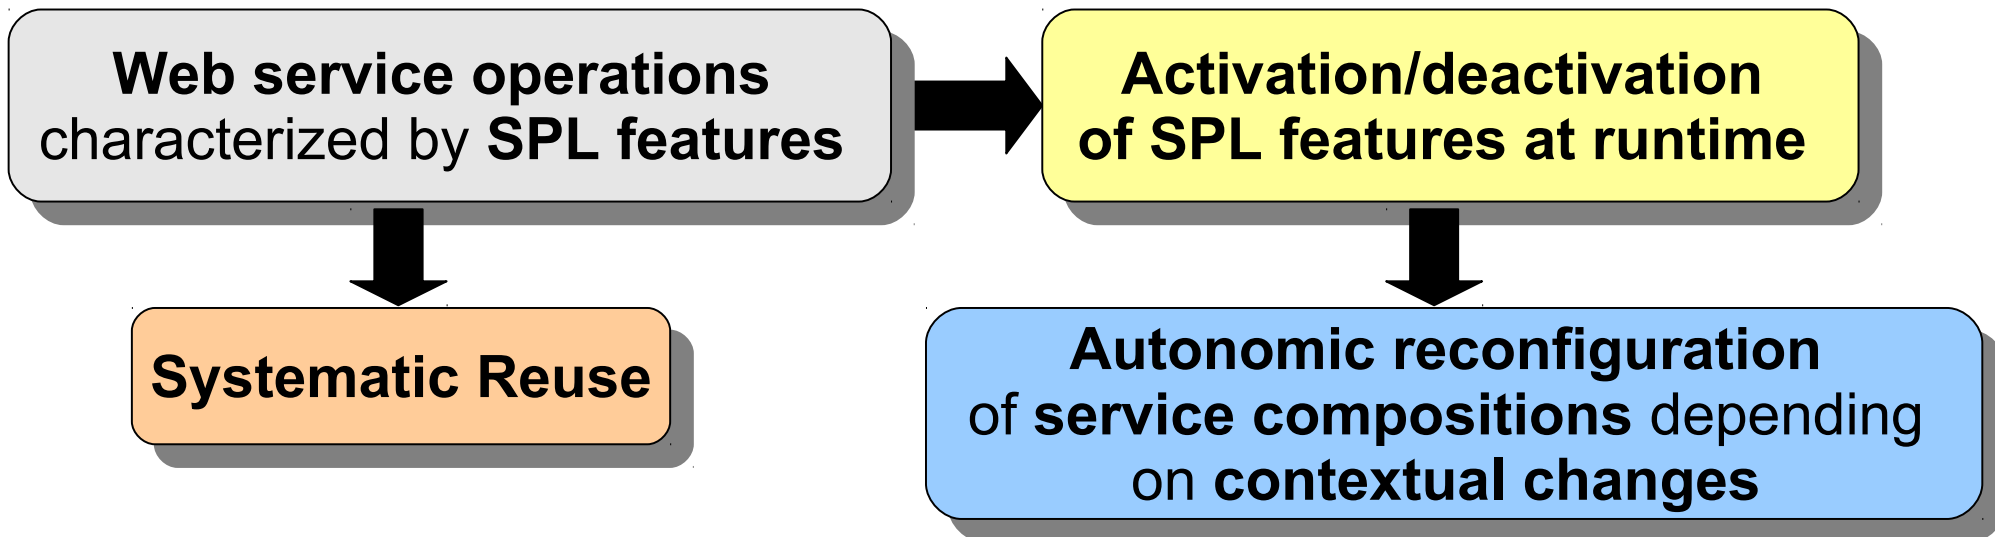 Web service operations
characterized by SPL features
Activation/deactivation
of SPL features at runtime
Systematic Reuse
Autonomic reconfiguration
of service compositions depending
on contextual changes